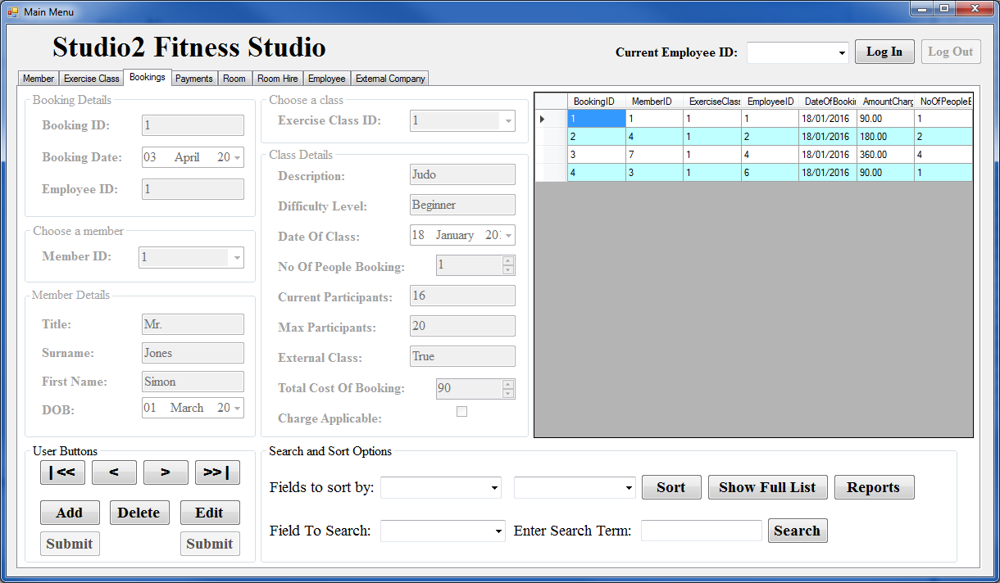 Main Menu
Studio2 Fitness Studio
Current Employee ID:
Log In
Log Out
Member
Exercise Class
Bookings
Payments
Room
Room Hire
Employee
External Company
Booking Details
Booking ID: 1
Booking Date: 03 April 20
Employee ID: 1
Choose a member
Member ID: 1
Member Details
Title: Mr.
Surname: Jones
First Name: Simon
DOB: 01 March 20
Choose a class
Exercise Class ID: 1
Class Details
Description: Judo
Difficulty Level: Beginner
Date Of Class: 18 January 201
No Of People Booking: 1
Current Participants: 16
Max Participants: 20
External Class: True
Total Cost Of Booking: 90
Charge Applicable:
BookingID MemberID ExerciseClass EmployeeID DateOfBookin AmountCharg NoOfPeopleB
1 1 1 1 18/01/2016 90.00 1
2 4 1 2 18/01/2016 180.00 2
3 7 1 4 18/01/2016 360.00 4
4 3 1 6 18/01/2016 90.00 1
User Buttons
|<< < > >>|
Add Delete Edit
Submit Submit
Search and Sort Options
Fields to sort by: Sort Show Full List Reports
Field To Search: Enter Search Term: Search